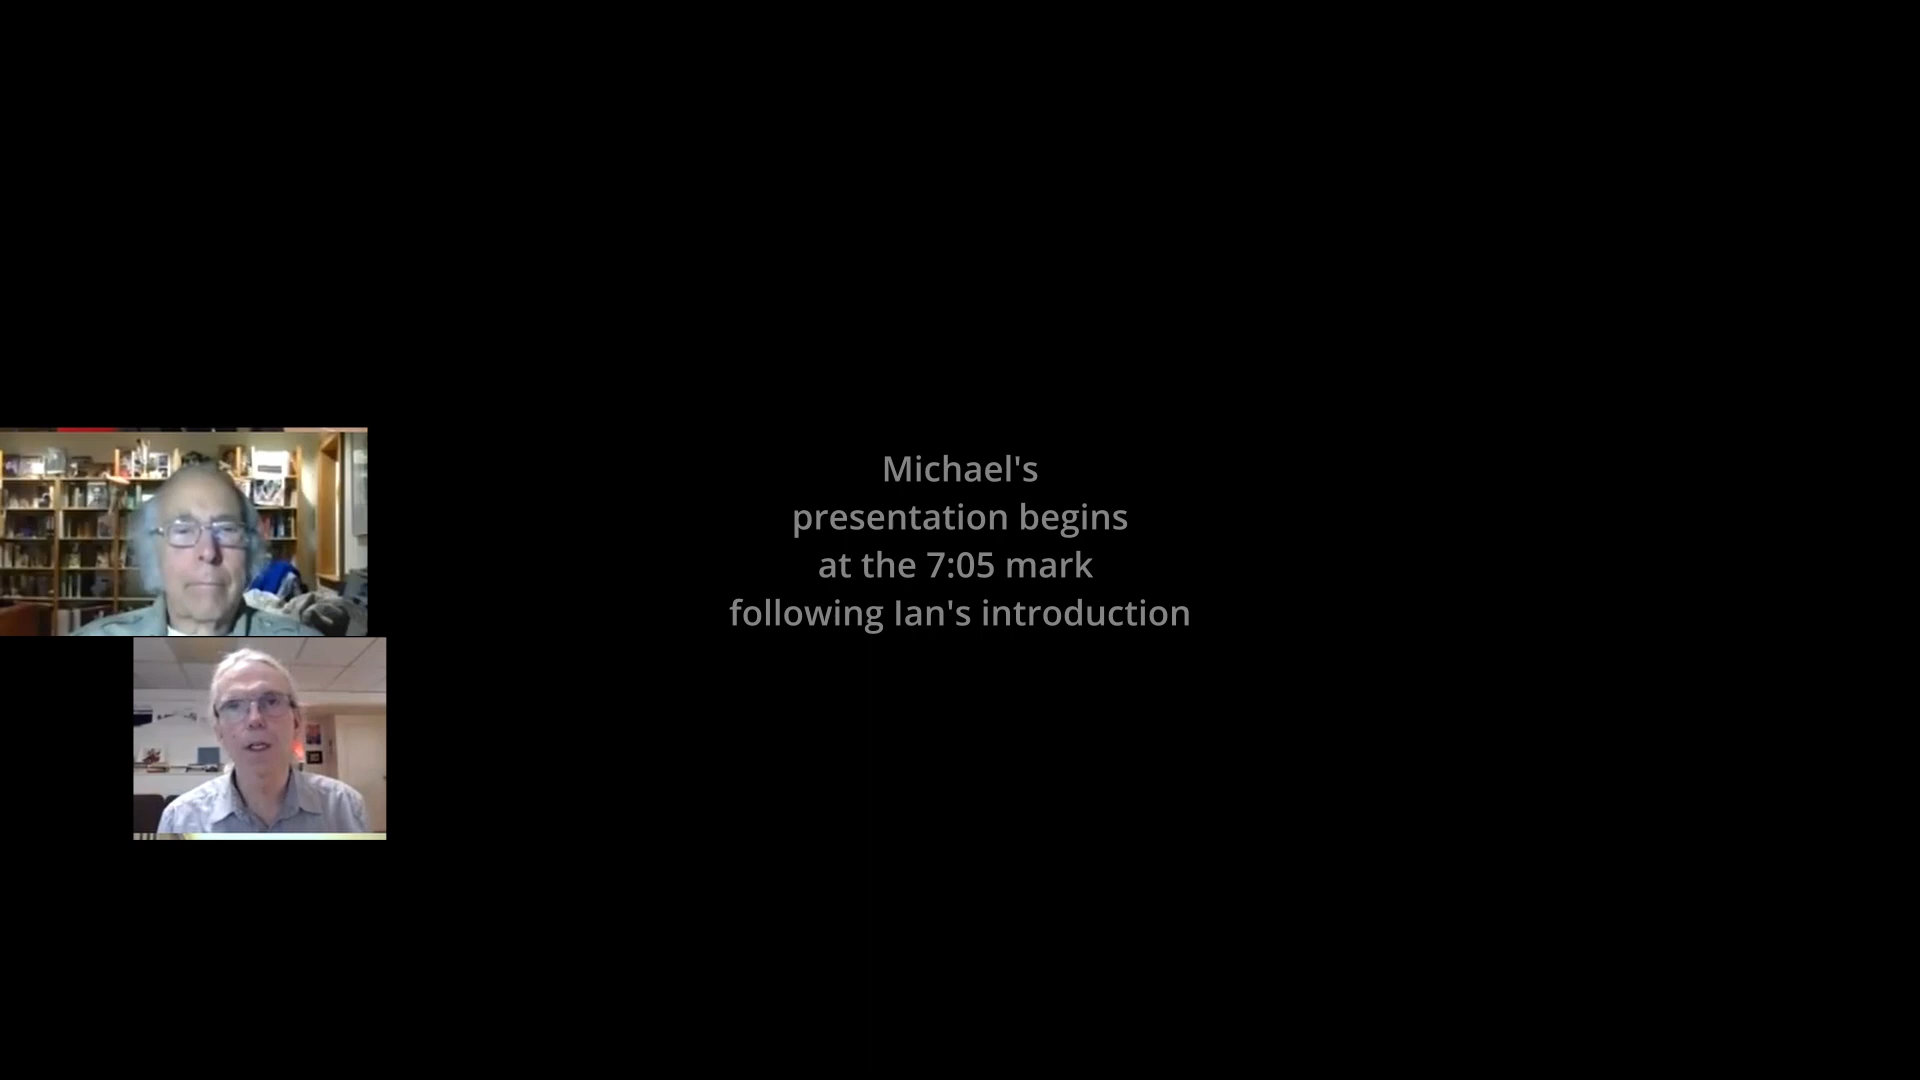 Michael's
presentation begins
at the 7:05 mark
following Ian's introduction